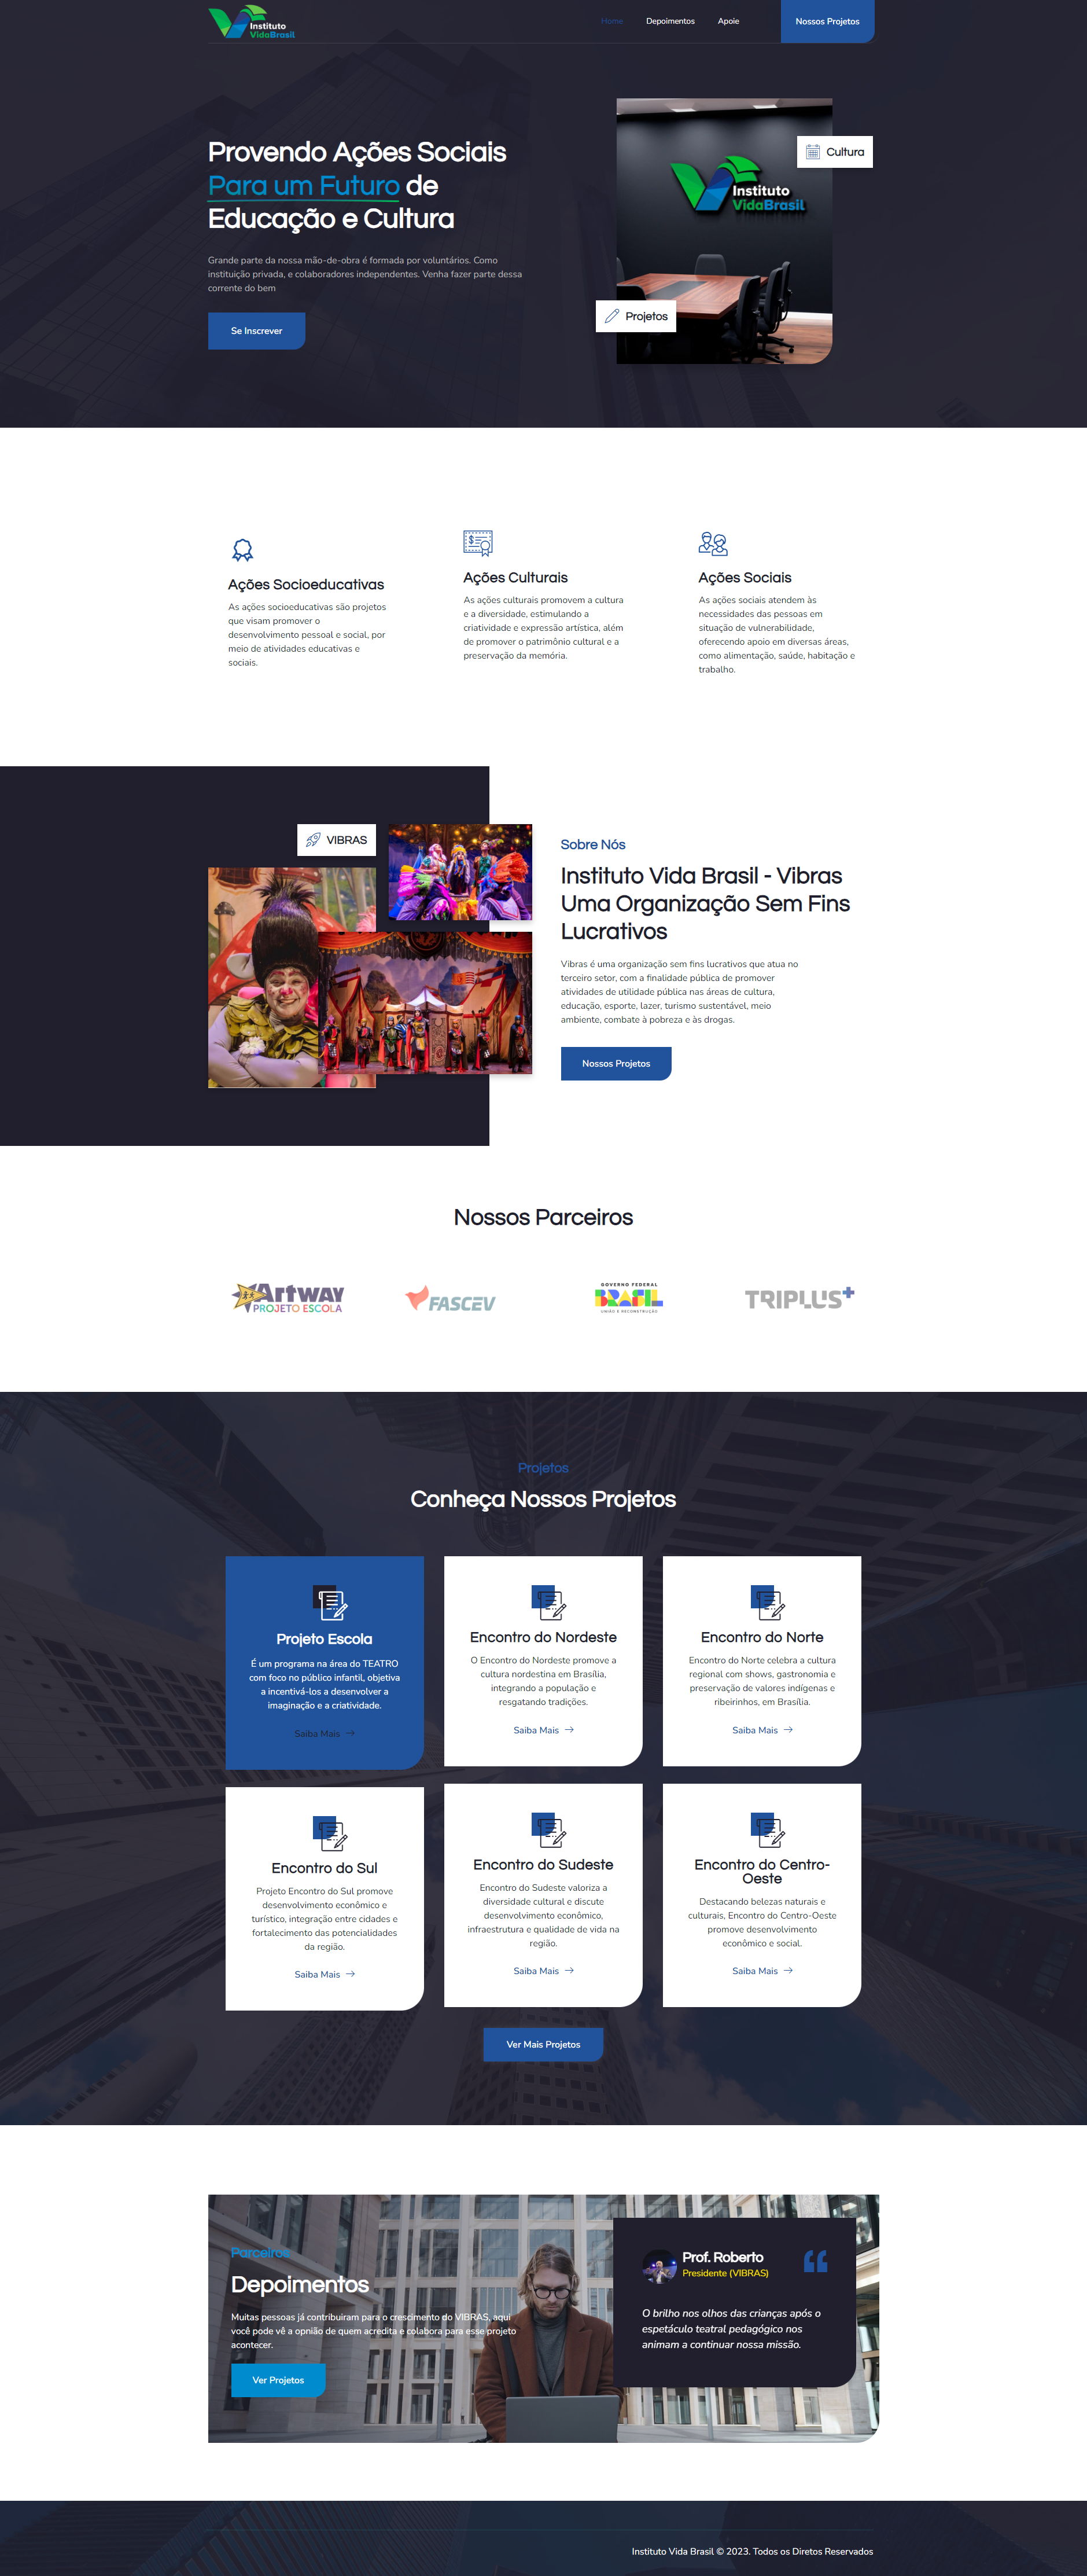 Instituto
VidaBrasil
Home
Depoimentos
Apoie
Nossos Projetos
Provendo Ações Sociais
Para um Futuro de
Educação e Cultura
Grande parte da nossa mão-de-obra é formada por voluntários. Como
instituição privada, e colaboradores independentes. Venha fazer parte dessa
corrente do bem
Se Inscrever
Cultura
Instituto
VidaBrasil
Projetos
Ações Socioeducativas
As ações socioeducativas são projetos
que visam promover o
desenvolvimento pessoal e social, por
meio de atividades educativas e
sociais.
Ações Culturais
As ações culturais promovem a cultura
e a diversidade, estimulando a
criatividade e expressão artística, além
de promover o patrimônio cultural e a
preservação da memória.
Ações Sociais
As ações sociais atendem às
necessidades das pessoas em
situação de vulnerabilidade,
oferecendo apoio em diversas áreas,
como alimentação, saúde, habitação e
trabalho.
VIBRAS
Sobre Nós
Instituto Vida Brasil - Vibras
Uma Organização Sem Fins
Lucrativos
Vibras é uma organização sem fins lucrativos que atua no
terceiro setor, com a finalidade pública de promover
atividades de utilidade pública nas áreas de cultura,
educação, esporte, lazer, turismo sustentável, meio
ambiente, combate à pobreza e às drogas.
Nossos Projetos
Nossos Parceiros
Artway
PROJETO ESCOLA
FASCEV
GOVERNO FEDERAL
BRASIL
UNIÃO E RECONSTRUÇÃO
TRIPLUS+
Projetos
Conheça Nossos Projetos
Projeto Escola
É um programa na área do TEATRO
com foco no público infantil, objetiva
a incentivá-los a desenvolver a
imaginação e a criatividade.
Saiba Mais
Encontro do Nordeste
O Encontro do Nordeste promove a
cultura nordestina em Brasília,
integrando a população e
resgatando tradições.
Saiba Mais
Encontro do Norte
Encontro do Norte celebra a cultura
regional com shows, gastronomia e
preservação de valores indígenas e
ribeirinhos, em Brasília.
Saiba Mais
Encontro do Sul
Projeto Encontro do Sul promove
desenvolvimento econômico e
turístico, integração entre cidades e
fortalecimento das potencialidades
da região.
Saiba Mais
Encontro do Sudeste
Encontro do Sudeste valoriza a
diversidade cultural e discute
desenvolvimento econômico,
infraestrutura e qualidade de vida na
região.
Saiba Mais
Encontro do Centro-
Oeste
Destacando belezas naturais e
culturais, Encontro do Centro-Oeste
promove desenvolvimento
econômico e social.
Saiba Mais
Ver Mais Projetos
Parceiros
Depoimentos
Muitas pessoas já contribuiram para o crescimento do VIBRAS, aqui
você pode vê a opnião de quem acredita e colabora para esse projeto
acontecer.
Ver Projetos
Prof. Roberto
Presidente (VIBRAS)
O brilho nos olhos das crianças após o
espetáculo teatral pedagógico nos
animam a continuar nossa missão.
Instituto Vida Brasil © 2023. Todos os Diretos Reservados